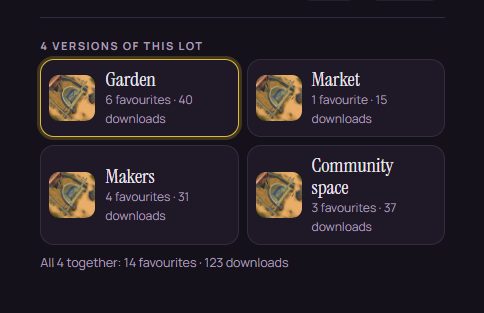 4 VERSIONS OF THIS LOT
Garden
6 favourites · 40
downloads
Market
1 favourite · 15
downloads
Makers
4 favourites · 31
downloads
Community
space
3 favourites · 37
downloads
All 4 together: 14 favourites · 123 downloads